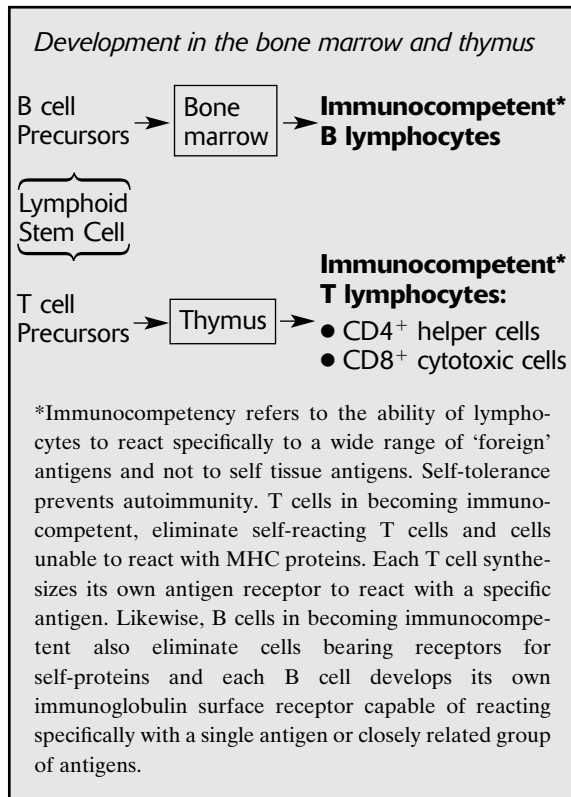 Development in the bone marrow and thymus
B cell
Precursors
Bone
marrow
Immunocompetent*
B lymphocytes
Lymphoid
Stem Cell
T cell
Precursors
Thymus
Immunocompetent*
T lymphocytes:
● CD4⁺ helper cells
● CD8⁺ cytotoxic cells
*Immunocompetency refers to the ability of lympho-
cytes to react specifically to a wide range of ‘foreign’
antigens and not to self tissue antigens. Self-tolerance
prevents autoimmunity. T cells in becoming immuno-
competent, eliminate self-reacting T cells and cells
unable to react with MHC proteins. Each T cell synthe-
sizes its own antigen receptor to react with a specific
antigen. Likewise, B cells in becoming immunocompe-
tent also eliminate cells bearing receptors for
self-proteins and each B cell develops its own
immunoglobulin surface receptor capable of reacting
specifically with a single antigen or closely related group
of antigens.